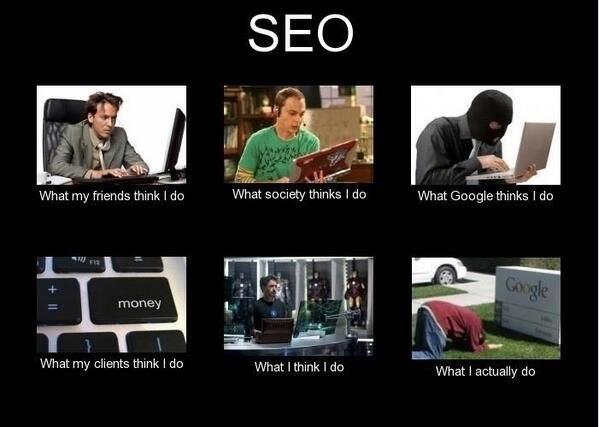 SEO
What my friends think I do
What society thinks I do
What Google thinks I do
money
What my clients think I do
What I think I do
Google
What I actually do